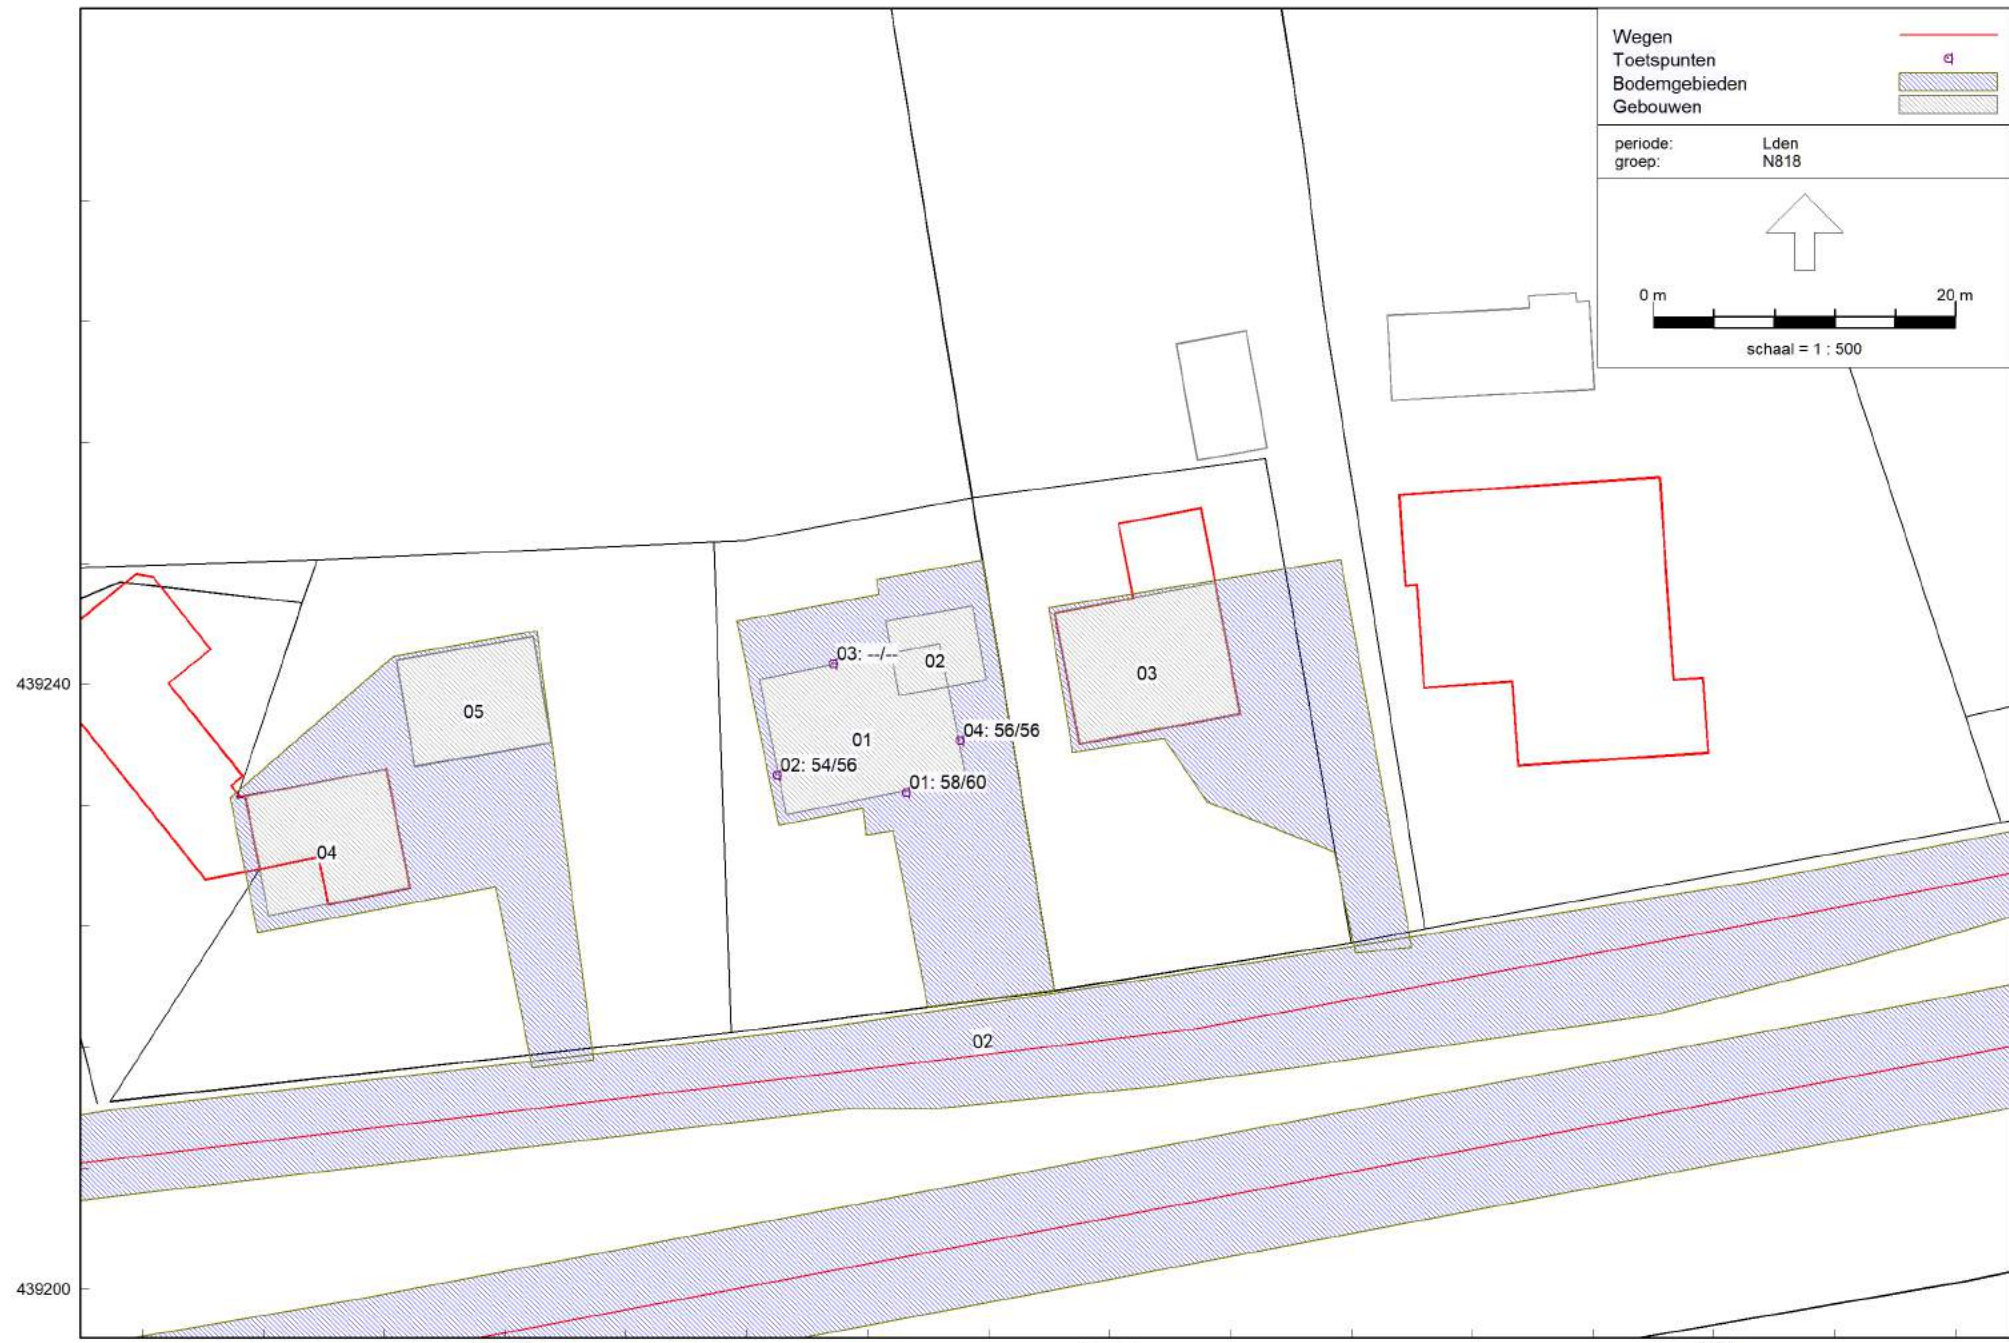 Wegen
Toetspunten
Bodemgebieden
Gebouwen
periode: Lden
groep: N818
0 m 20 m
schaal = 1 : 500
439240
03: --/--
02
03
05
01
04: 56/56
02: 54/56
01: 58/60
04
02
439200